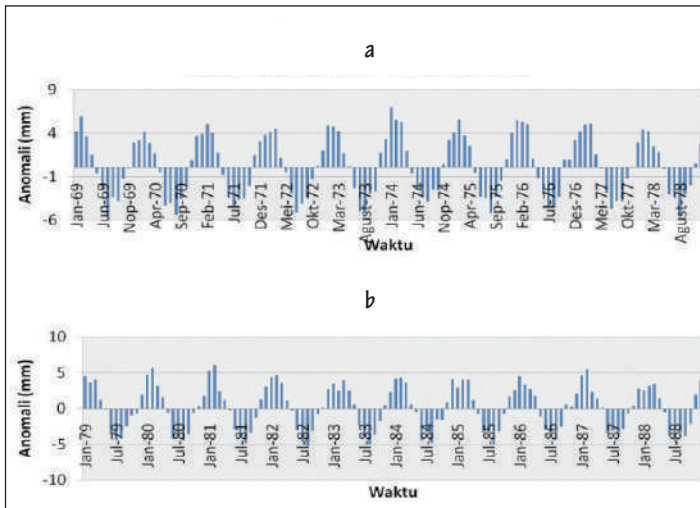 a
9
4
-1
-6
Anomali (mm)
Jan-69
Jun-69
Nop-69
Apr-70
Sep-70
Feb-71
Jul-71
Des-71
Mei-72
Okt-72
Mar-73
Agust-73
Jan-74
Jun-74
Nop-74
Apr-75
Sep-75
Feb-76
Jul-76
Des-76
Mei-77
Okt-77
Mar-78
Agust-78
Waktu
b
10
5
0
-5
-10
Anomali (mm)
Jan-79
Jul-79
Jan-80
Jul-80
Jan-81
Jul-81
Jan-82
Jul-82
Jan-83
Jul-83
Jan-84
Jul-84
Jan-85
Jul-85
Jan-86
Jul-86
Jan-87
Jul-87
Jan-88
Jul-88
Waktu